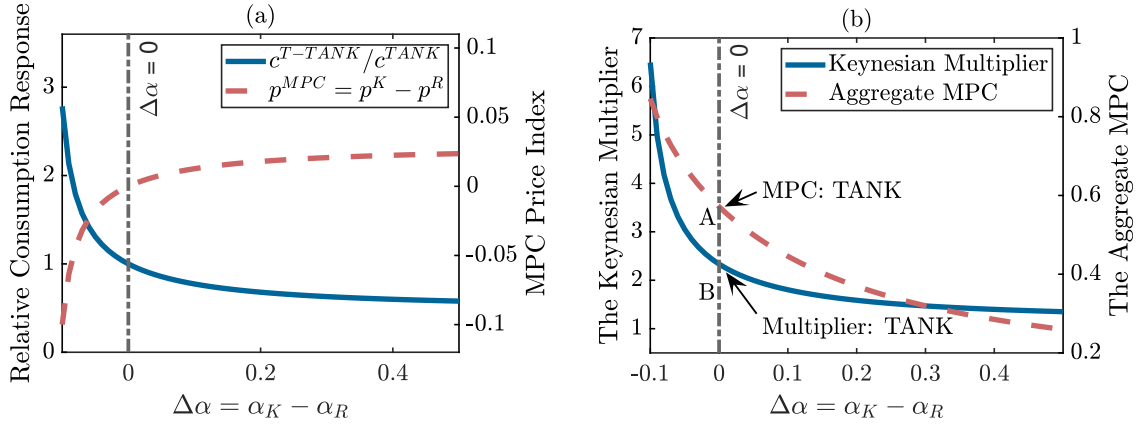 (a)
Relative Consumption Response
3
2
1
0
0
0.2
0.4
Δα = α_K − α_R
Δα = 0
c^{T−TANK}/c^{TANK}
p^{MPC} = p^K − p^R
0.1
0.05
0
-0.05
-0.1
MPC Price Index
(b)
The Keynesian Multiplier
7
6
5
4
3
2
1
-0.1
0
0.1
0.2
0.3
0.4
Δα = α_K − α_R
Δα = 0
Keynesian Multiplier
Aggregate MPC
MPC: TANK
A
B
Multiplier: TANK
1
0.8
0.6
0.4
0.2
The Aggregate MPC